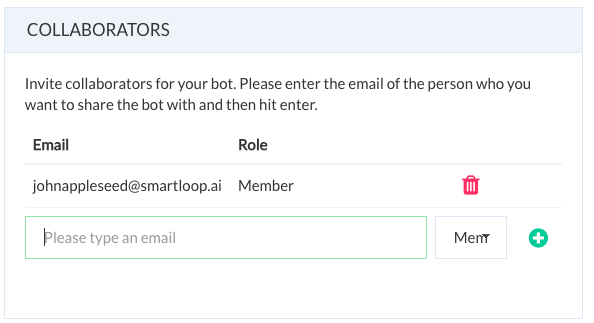 COLLABORATORS
Invite collaborators for your bot. Please enter the email of the person who you
want to share the bot with and then hit enter.
Email Role
johnappleseed@smartloop.ai Member
Please type an email